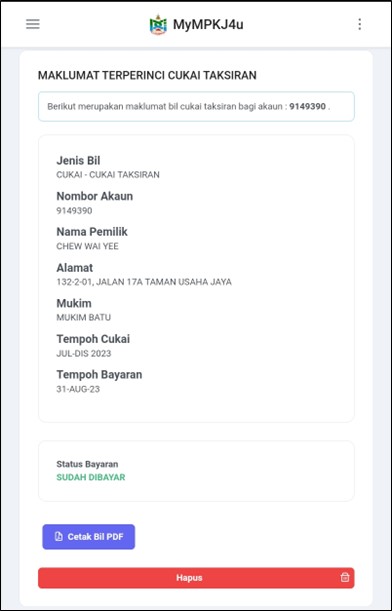 MyMPKJ4u
MAKLUMAT TERPERINCI CUKAI TAKSIRAN
Berikut merupakan maklumat bil cukai taksiran bagi akaun : 9149390 .
Jenis Bil
CUKAI - CUKAI TAKSIRAN
Nombor Akaun
9149390
Nama Pemilik
CHEW WAI YEE
Alamat
132-2-01, JALAN 17A TAMAN USAHA JAYA
Mukim
MUKIM BATU
Tempoh Cukai
JUL-DIS 2023
Tempoh Bayaran
31-AUG-23
Status Bayaran
SUDAH DIBAYAR
Cetak Bil PDF
Hapus